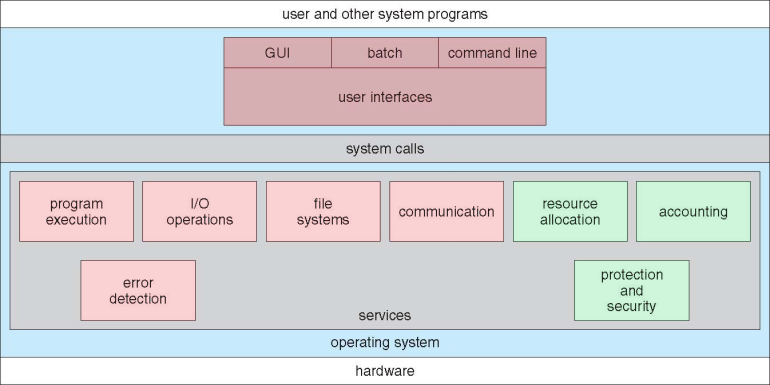 user and other system programs
GUI
batch
command line
user interfaces
system calls
program
execution
I/O
operations
file
systems
communication
resource
allocation
accounting
error
detection
protection
and
security
services
operating system
hardware